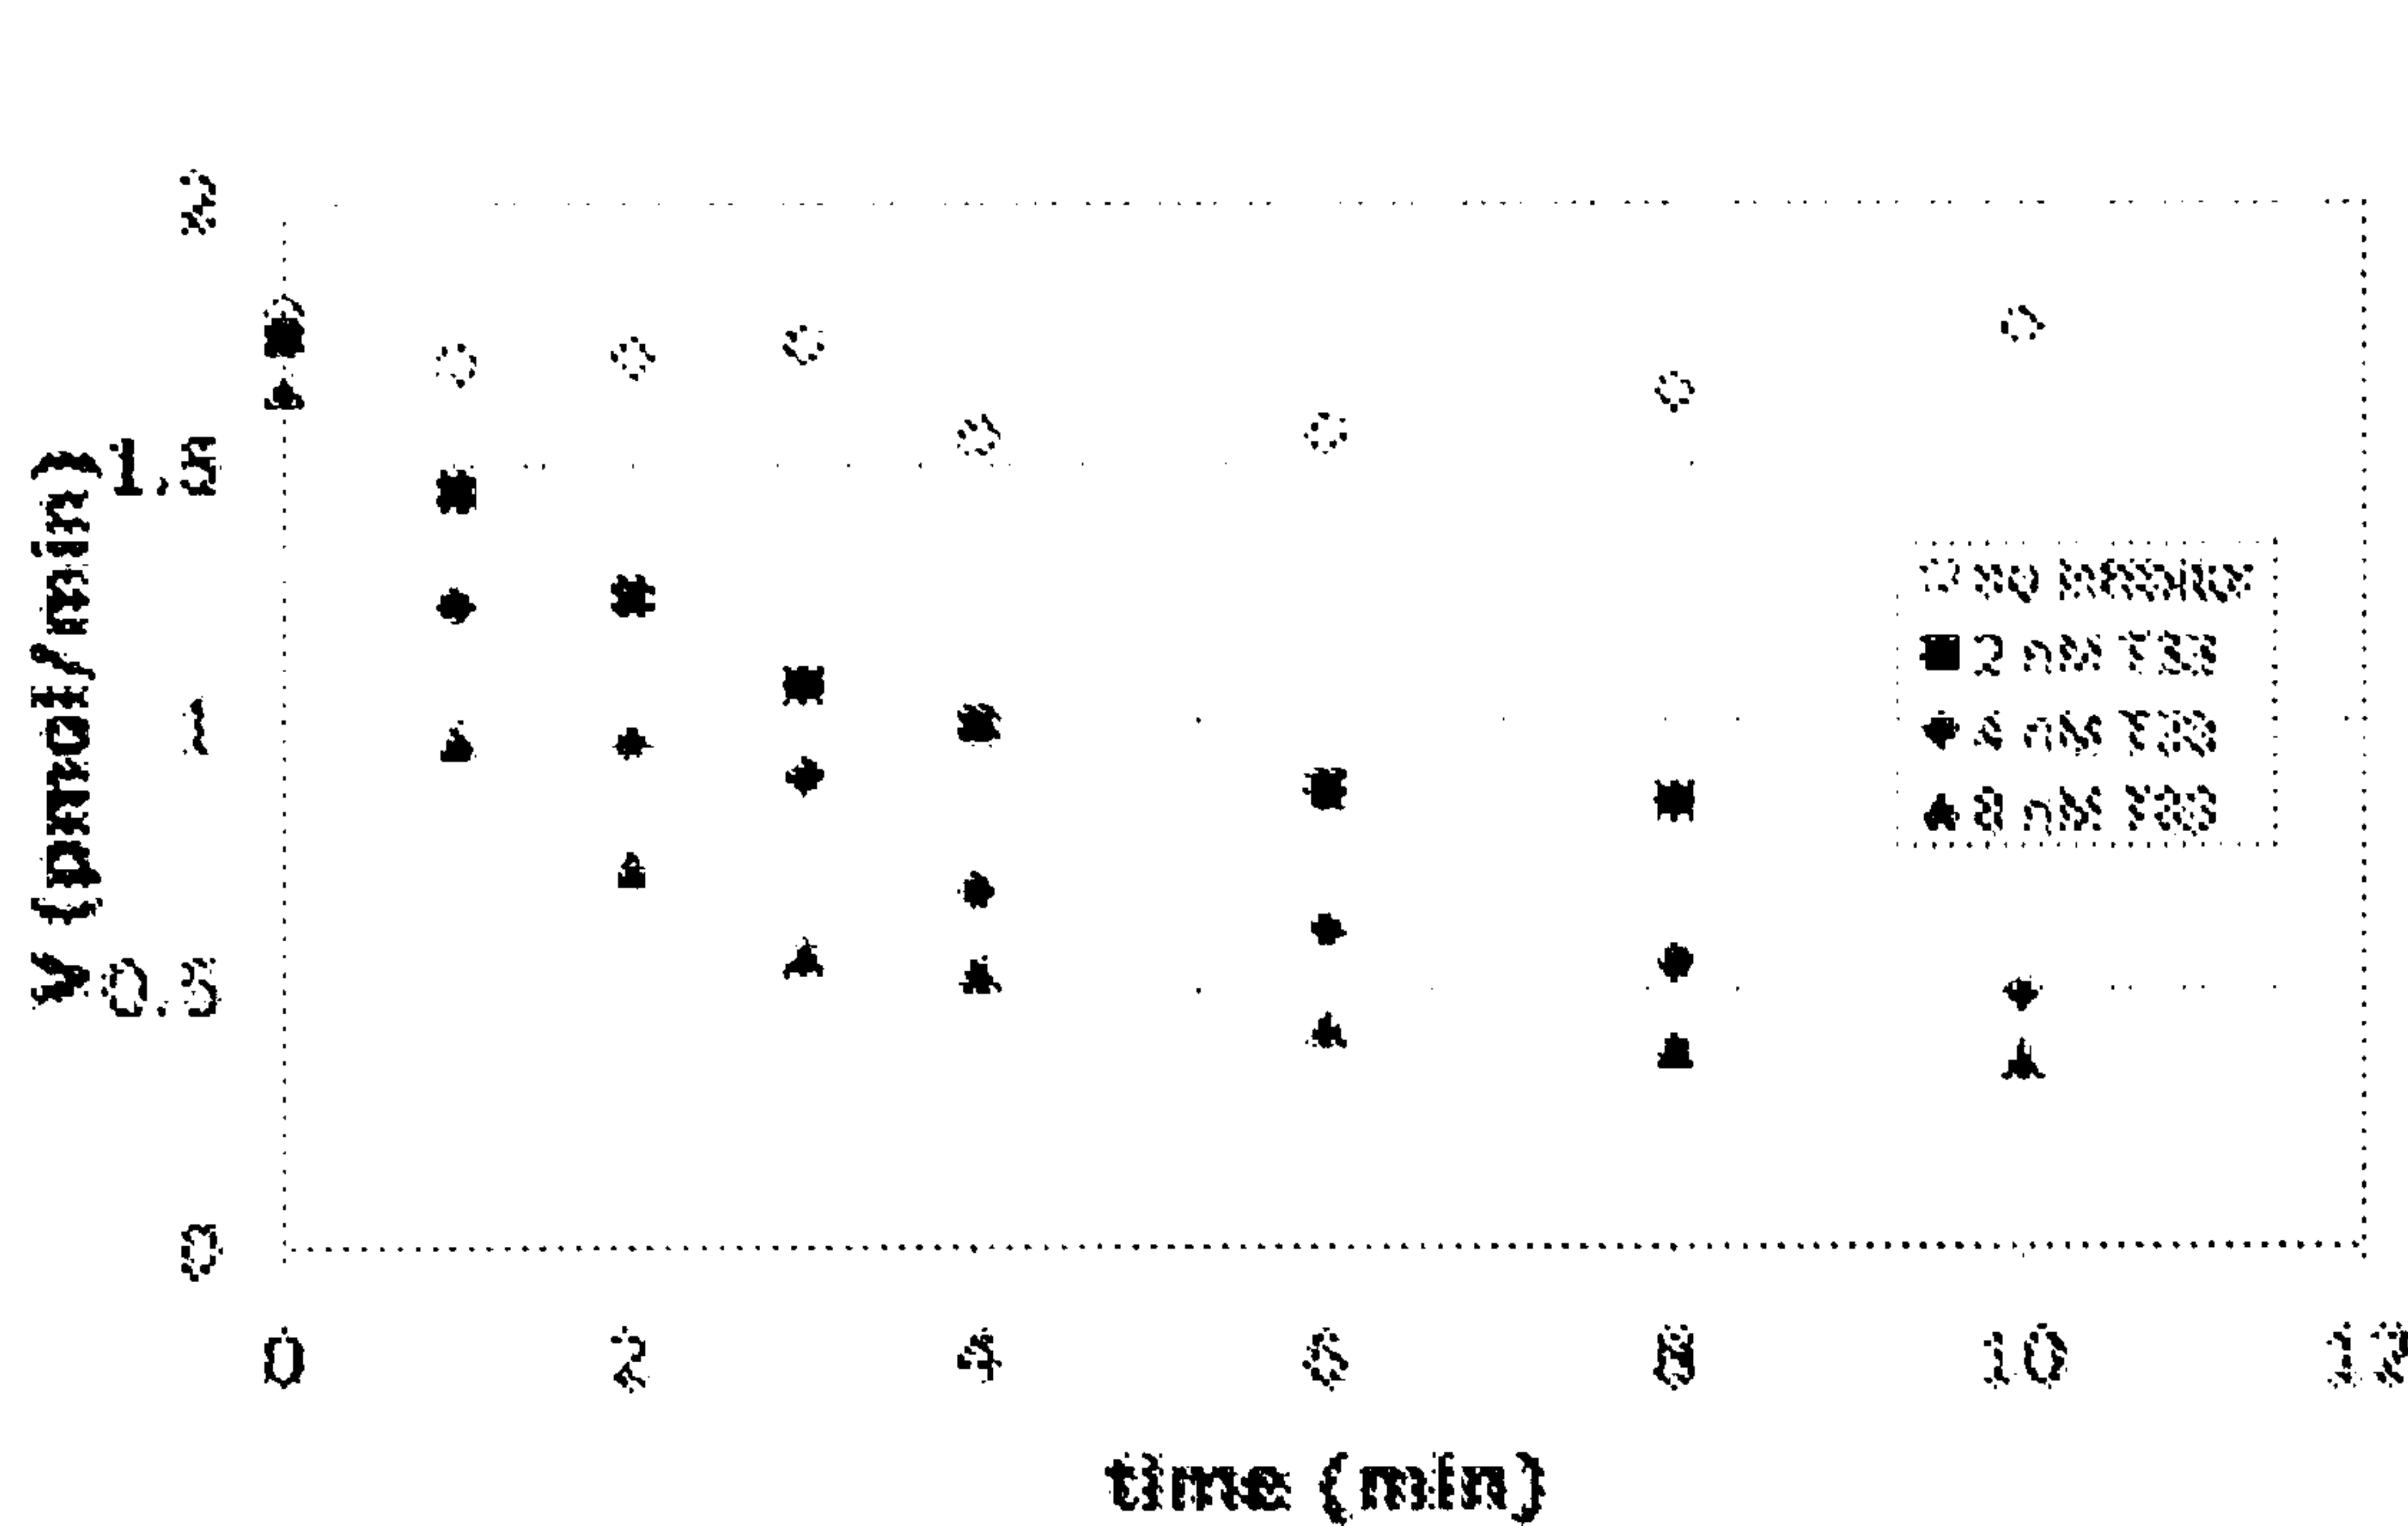 2
1.5
1
0.5
0
v (pmol/min)
no inhibitor
2 nM
4 nM
8 nM
0 2 4 6 8 10 12
time (min)